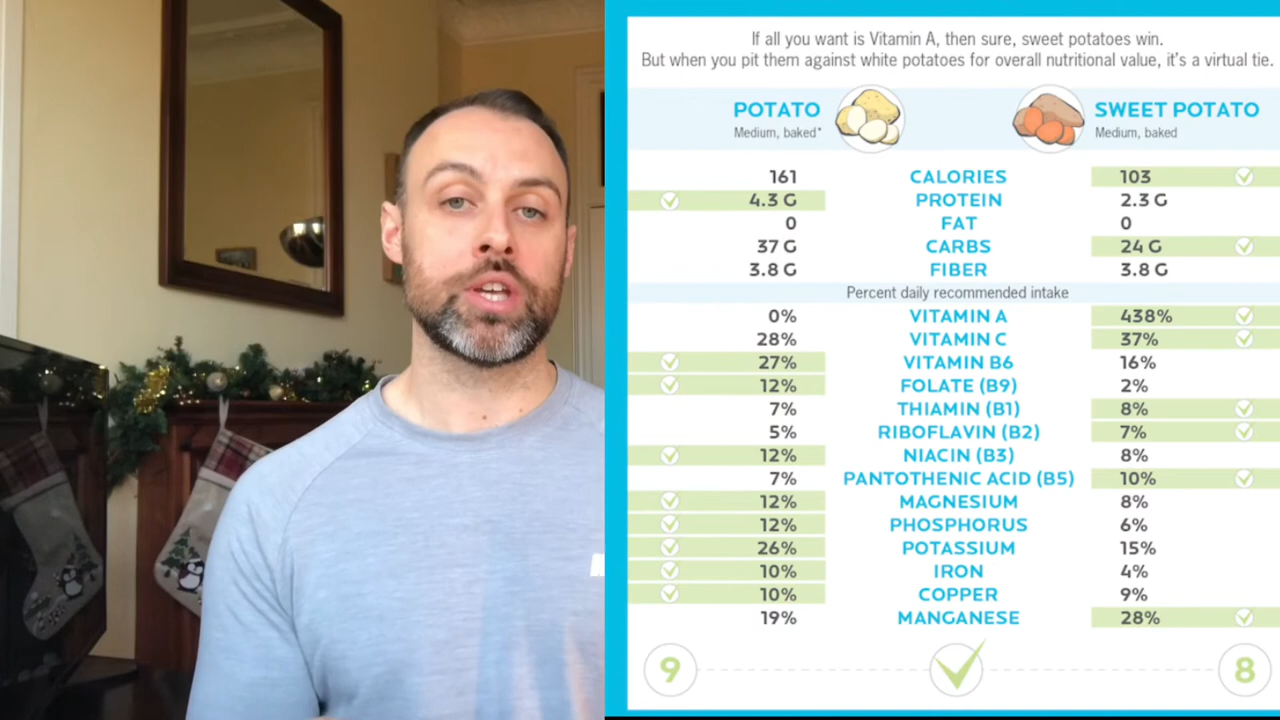 If all you want is Vitamin A, then sure, sweet potatoes win.
But when you pit them against white potatoes for overall nutritional value, it's a virtual tie.
POTATO SWEET POTATO
Medium, baked* Medium, baked
161 CALORIES 103
4.3 G PROTEIN 2.3 G
0 FAT 0
37 G CARBS 24 G
3.8 G FIBER 3.8 G
Percent daily recommended intake
0% VITAMIN A 438%
28% VITAMIN C 37%
27% VITAMIN B6 16%
12% FOLATE (B9) 2%
7% THIAMIN (B1) 8%
5% RIBOFLAVIN (B2) 7%
12% NIACIN (B3) 8%
7% PANTOTHENIC ACID (B5) 10%
12% MAGNESIUM 8%
12% PHOSPHORUS 6%
26% POTASSIUM 15%
10% IRON 4%
10% COPPER 9%
19% MANGANESE 28%
9 8